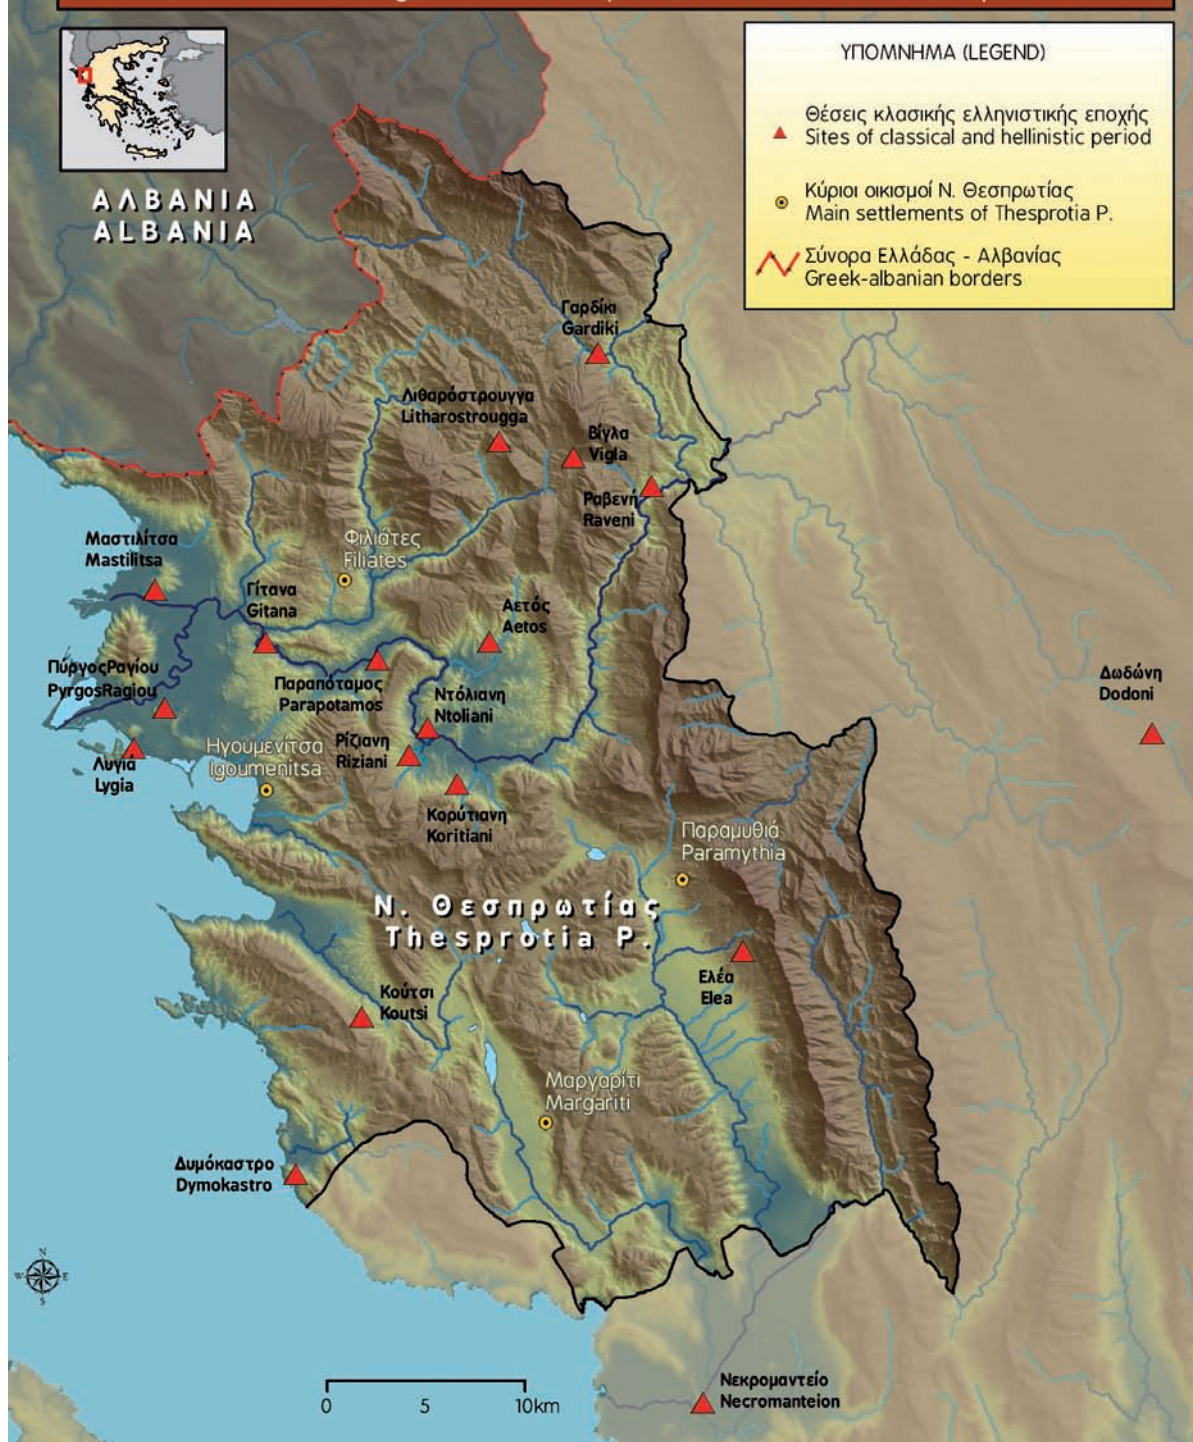 ΥΠΟΜΝΗΜΑ (LEGEND)
Θέσεις κλασικής ελληνιστικής εποχής
Sites of classical and hellinistic period
Κύριοι οικισμοί Ν. Θεσπρωτίας
Main settlements of Thesprotia P.
Σύνορα Ελλάδας - Αλβανίας
Greek-albanian borders
ΑΛΒΑΝΙΑ
ALBANIA
Γαρδίκι
Gardiki
Λιθαρόστρουγγα
Litharostrougga
Βίγλα
Vigla
Ραβενή
Raveni
Μαστιλίτσα
Mastilitsa
Φιλιάτες
Filiates
Γίτανα
Gitana
Αετός
Aetos
ΠύργοςΡαγίου
PyrgosRagiou
Παραπόταμος
Parapotamos
Ντόλιανη
Ntoliani
Δωδώνη
Dodoni
Λυγιά
Lygia
Ηγουμενίτσα
Igoumenitsa
Ρίζιανη
Riziani
Κορύτιανη
Koritiani
Παραμυθιά
Paramythia
Ν. Θεσπρωτίας
Thesprotia P.
Ελέα
Elea
Κούτσι
Koutsi
Μαργαρίτι
Margariti
Δυμόκαστρο
Dymokastro
N
W E
S
0 5 10km
Νεκρομαντείο
Necromanteion